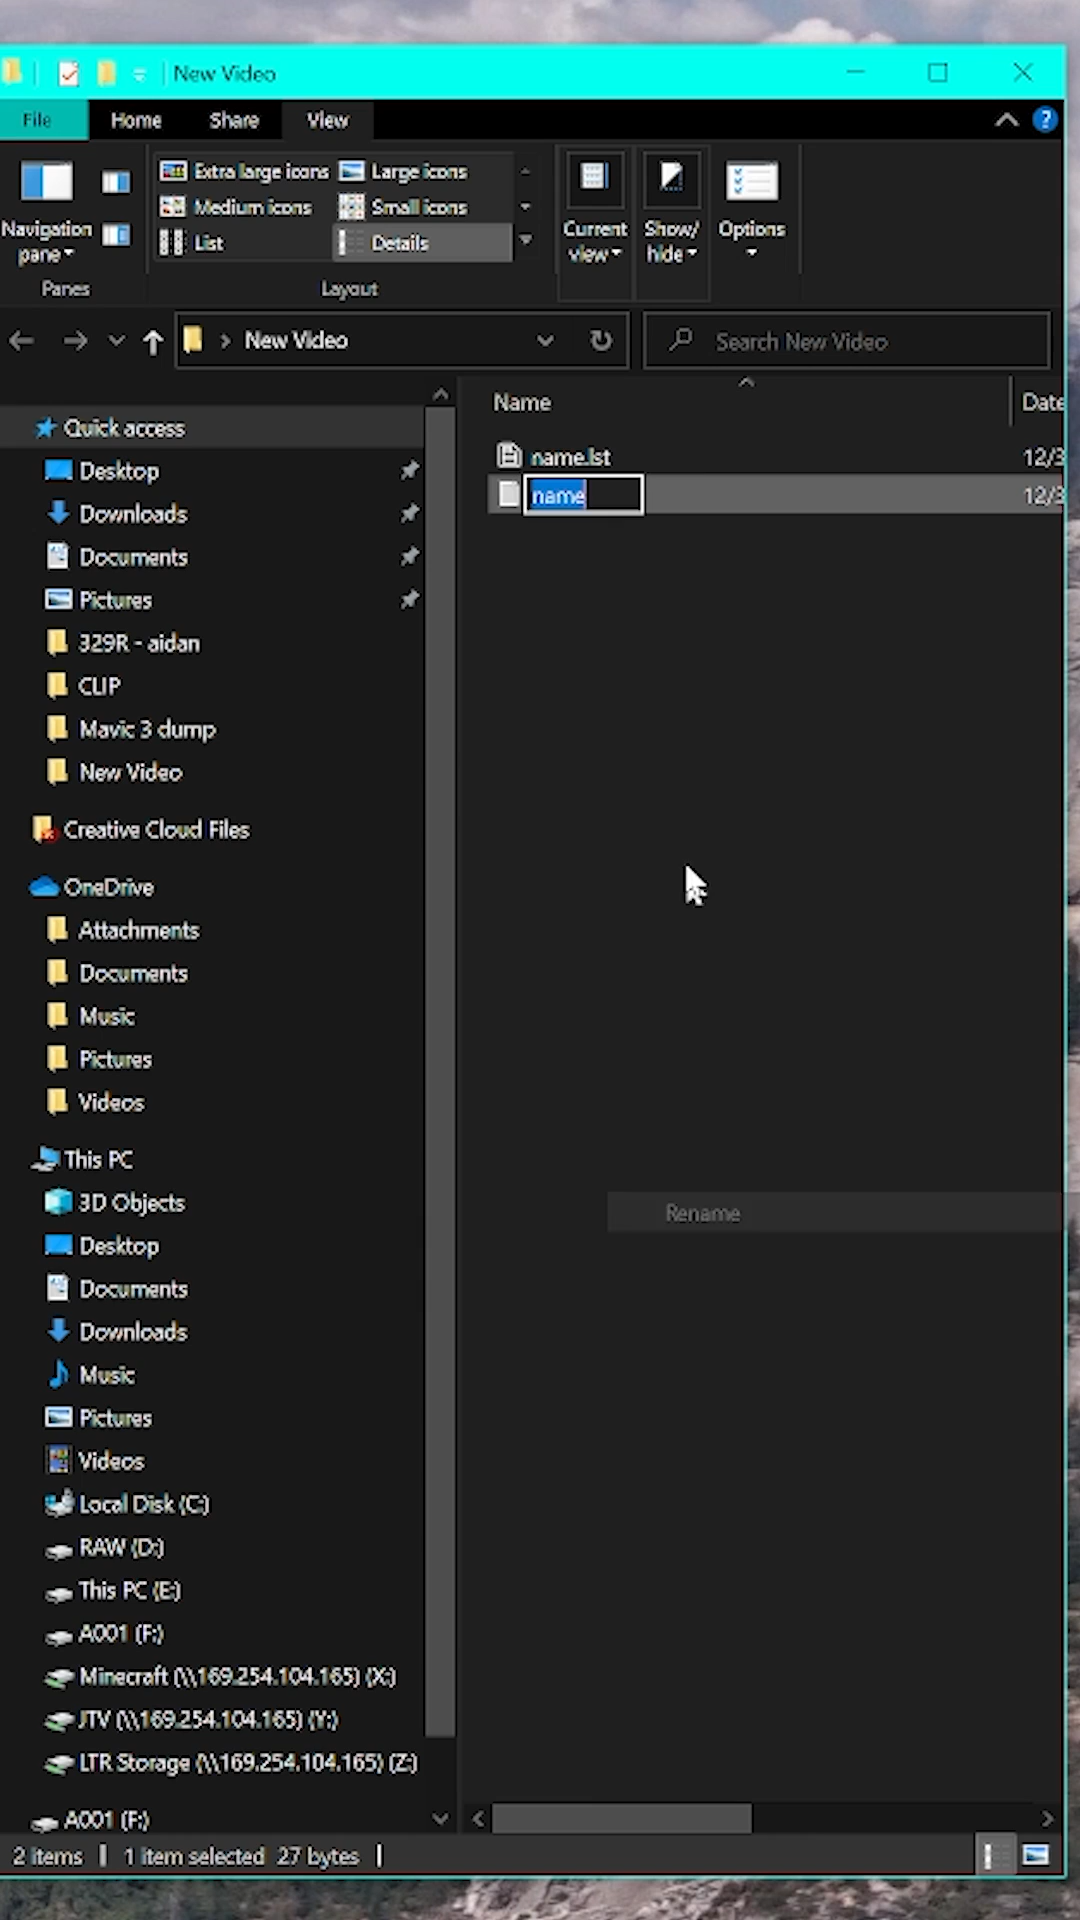 New Video
File Home Share View
Extra large icons Large icons
Medium icons Small icons
List Details
Navigation pane
Current view
Show/ hide
Options
Panes
Layout
New Video
Search New Video
Name
Date
Quick access
name.lst 12/3
Desktop
name 12/3
Downloads
Documents
Pictures
329R - aidan
CLIP
Mavic 3 dump
New Video
Creative Cloud Files
OneDrive
Attachments
Documents
Music
Pictures
Videos
This PC
3D Objects
Rename
Desktop
Documents
Downloads
Music
Pictures
Videos
Local Disk (C:)
RAW (D:)
This PC (E:)
A001 (F:)
Minecraft (\\169.254.104.165) (X:)
JTV (\\169.254.104.165) (Y:)
LTR Storage (\\169.254.104.165) (Z:)
A001 (F:)
2 items 1 item selected 27 bytes